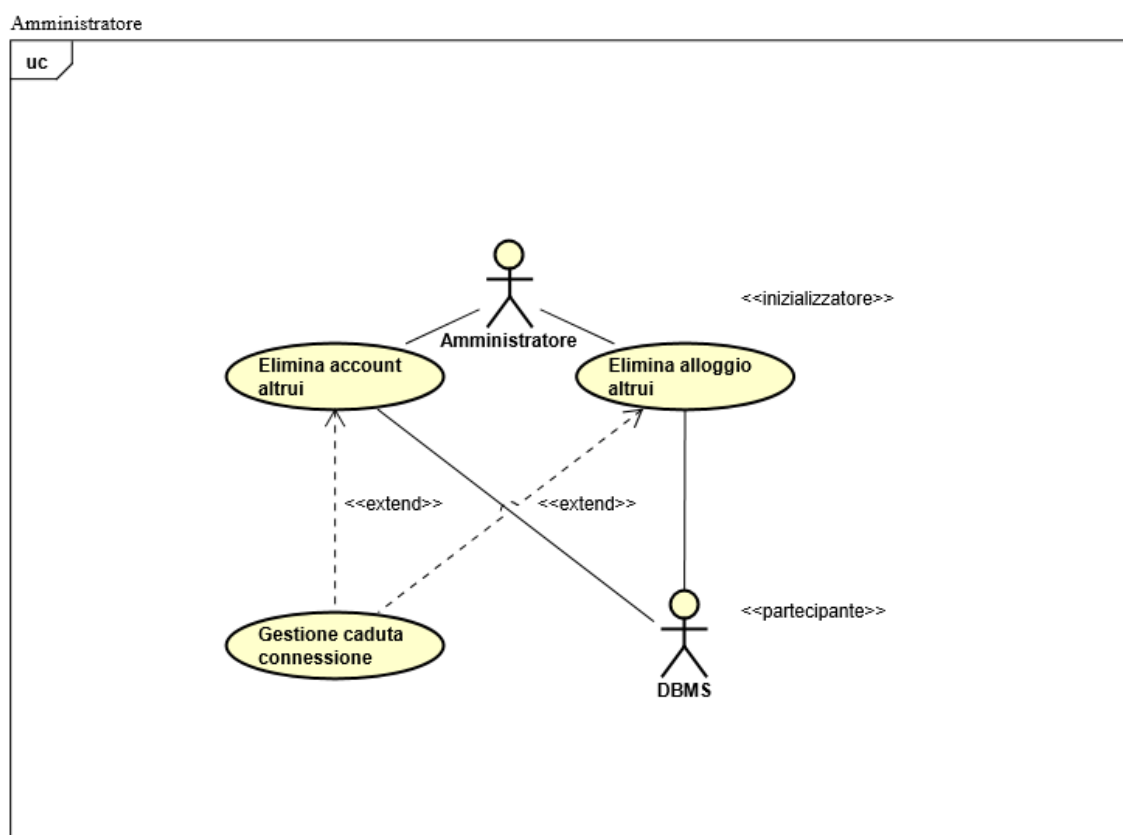 Amministratore
uc
<<inizializzatore>>
Amministratore
Elimina account
altrui
Elimina alloggio
altrui
<<extend>>
<<extend>>
<<partecipante>>
Gestione caduta
connessione
DBMS